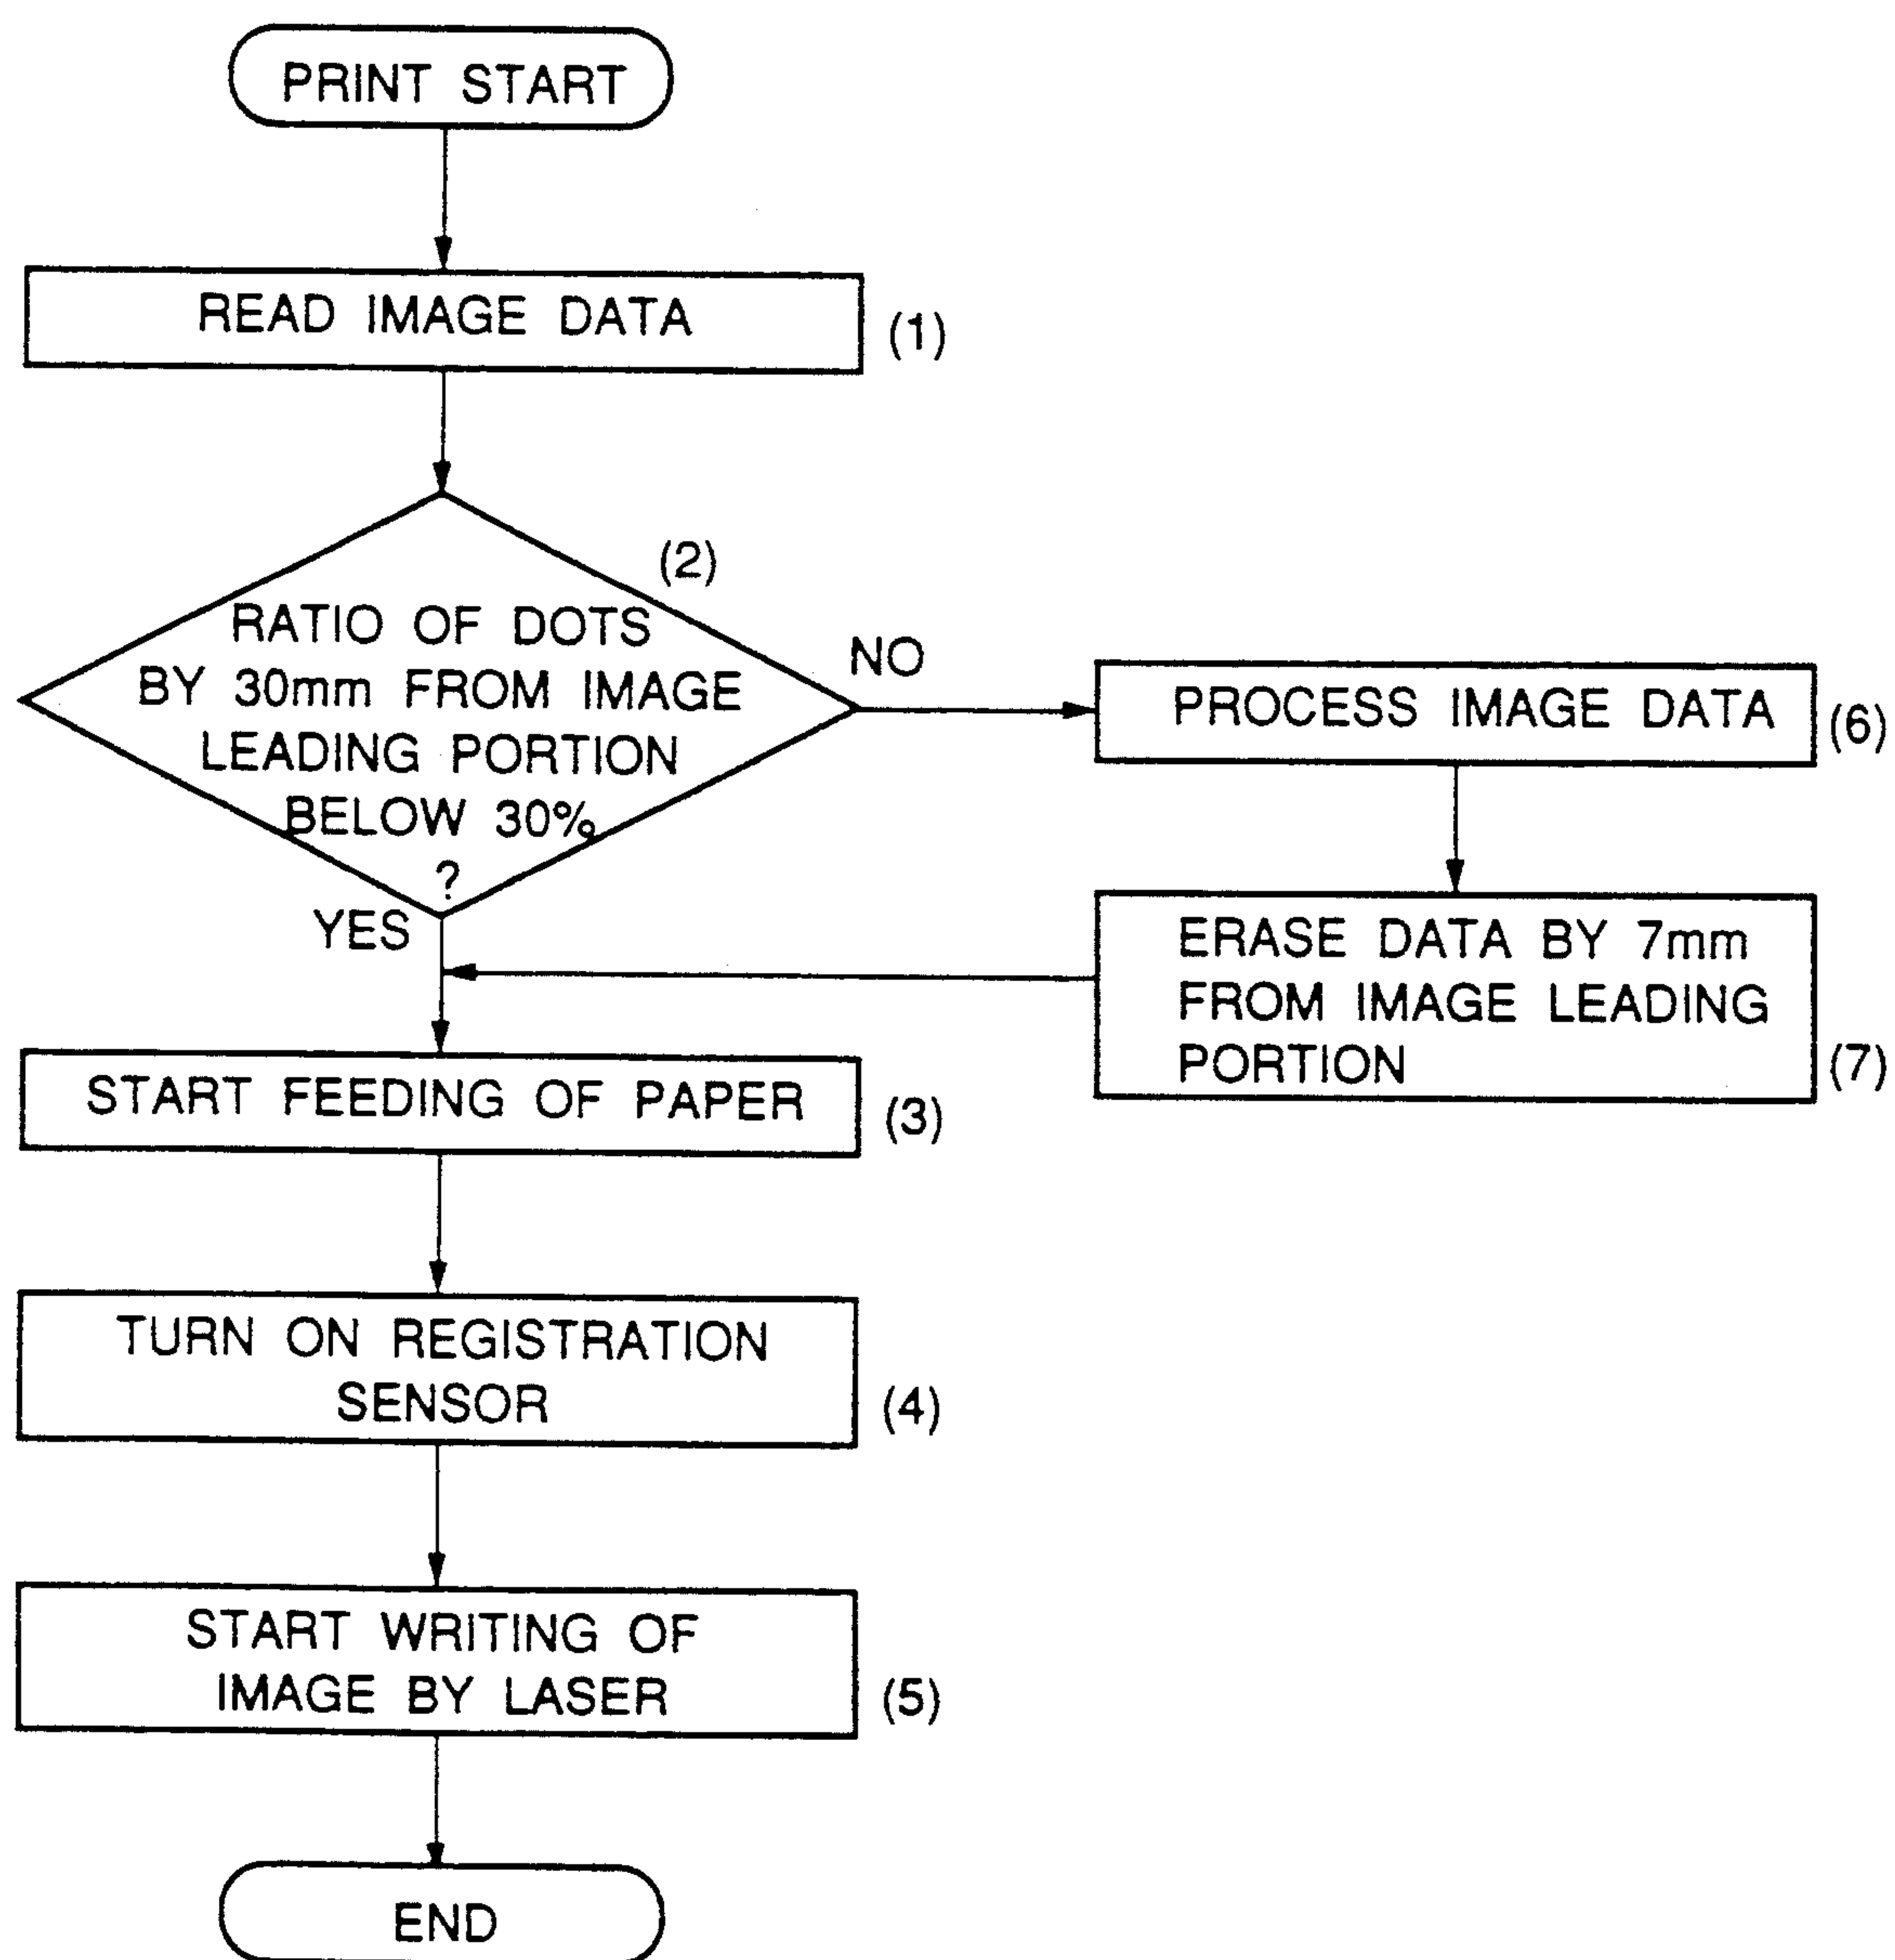 PRINT START
READ IMAGE DATA
(1)
(2)
RATIO OF DOTS
BY 30mm FROM IMAGE
LEADING PORTION
BELOW 30%
?
NO
YES
PROCESS IMAGE DATA
(6)
ERASE DATA BY 7mm
FROM IMAGE LEADING
PORTION
(7)
START FEEDING OF PAPER
(3)
TURN ON REGISTRATION
SENSOR
(4)
START WRITING OF
IMAGE BY LASER
(5)
END